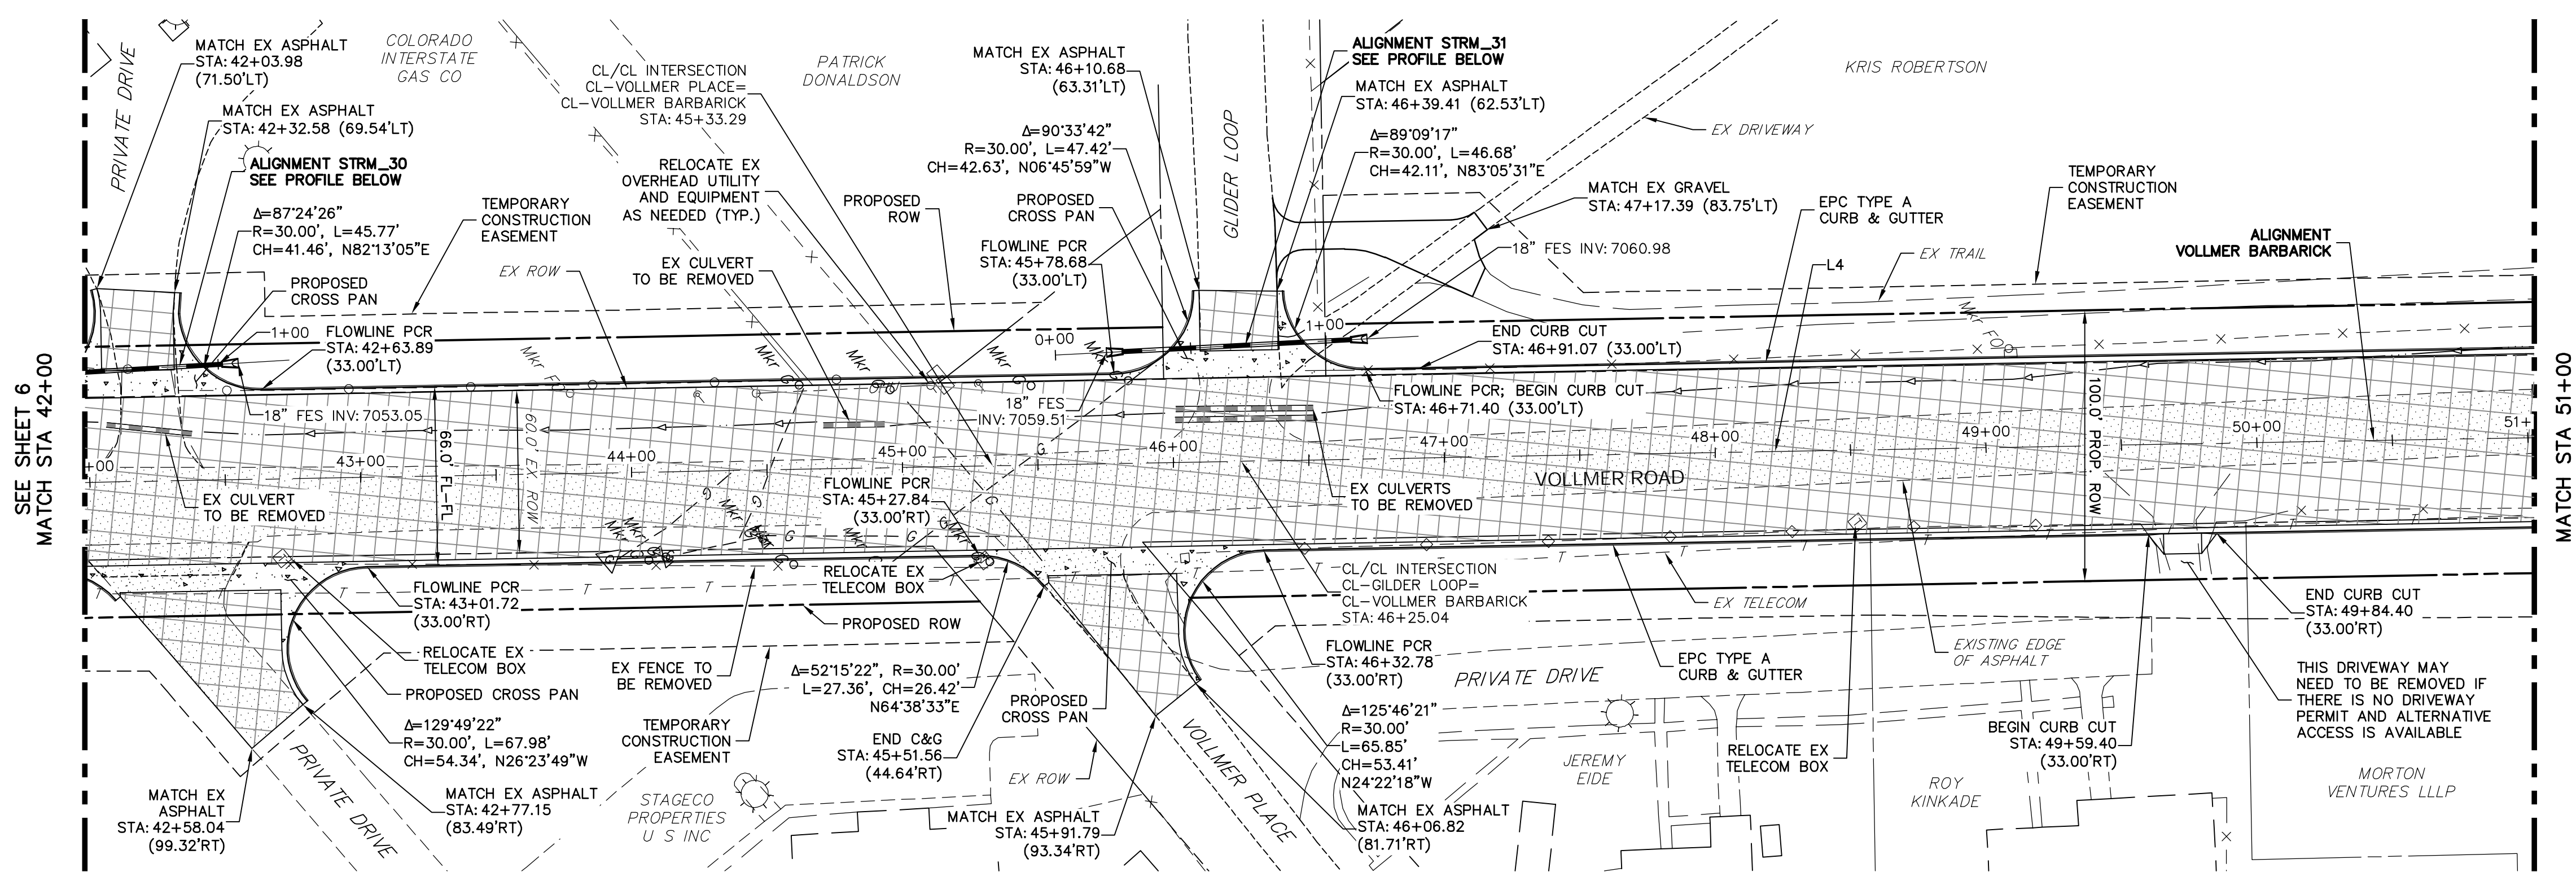 SEE SHEET 6
MATCH STA 42+00
PRIVATE DRIVE
MATCH EX ASPHALT
STA: 42+03.98
(71.50'LT)
MATCH EX ASPHALT
STA: 42+32.58 (69.54'LT)
ALIGNMENT STRM_30
SEE PROFILE BELOW
Δ=87°24'26"
R=30.00', L=45.77'
CH=41.46', N82°13'05"E
PROPOSED
CROSS PAN
1+00
FLOWLINE PCR
STA: 42+63.89
(33.00'LT)
18" FES INV: 7053.05
COLORADO
INTERSTATE
GAS CO
TEMPORARY
CONSTRUCTION
EASEMENT
EX ROW
CL/CL INTERSECTION
CL-VOLLMER PLACE=
CL-VOLLMER BARBARICK
STA: 45+33.29
RELOCATE EX
OVERHEAD UTILITY
AND EQUIPMENT
AS NEEDED (TYP.)
EX CULVERT
TO BE REMOVED
PATRICK
DONALDSON
PROPOSED
ROW
MATCH EX ASPHALT
STA: 46+10.68
(63.31'LT)
Δ=90°33'42"
R=30.00', L=47.42'
CH=42.63', N06°45'59"W
PROPOSED
CROSS PAN
FLOWLINE PCR
STA: 45+78.68
(33.00'LT)
0+00
18" FES
INV: 7059.51
GLIDER LOOP
ALIGNMENT STRM_31
SEE PROFILE BELOW
MATCH EX ASPHALT
STA: 46+39.41 (62.53'LT)
Δ=89°09'17"
R=30.00', L=46.68'
CH=42.11', N83°05'31"E
MATCH EX GRAVEL
STA: 47+17.39 (83.75'LT)
18" FES INV: 7060.98
1+00
END CURB CUT
STA: 46+91.07 (33.00'LT)
FLOWLINE PCR; BEGIN CURB CUT
STA: 46+71.40 (33.00'LT)
EX DRIVEWAY
KRIS ROBERTSON
EPC TYPE A
CURB & GUTTER
L4
EX TRAIL
TEMPORARY
CONSTRUCTION
EASEMENT
ALIGNMENT
VOLLMER BARBARICK
MATCH STA 51+00
+00
43+00
44+00
45+00
46+00
47+00
48+00
49+00
50+00
51+
66.0' FL-FL
60.0' EX ROW
100.0' PROP ROW
VOLLMER ROAD
EX CULVERT
TO BE REMOVED
FLOWLINE PCR
STA: 45+27.84
(33.00'RT)
EX CULVERTS
TO BE REMOVED
RELOCATE EX
TELECOM BOX
FLOWLINE PCR
STA: 43+01.72
(33.00'RT)
PROPOSED ROW
RELOCATE EX
TELECOM BOX
PROPOSED CROSS PAN
Δ=129°49'22"
R=30.00', L=67.98'
CH=54.34', N26°23'49"W
MATCH EX ASPHALT
STA: 42+77.15
(83.49'RT)
MATCH EX
ASPHALT
STA: 42+58.04
(99.32'RT)
PRIVATE DRIVE
EX FENCE TO
BE REMOVED
TEMPORARY
CONSTRUCTION
EASEMENT
STAGECO
PROPERTIES
U S INC
Δ=52°15'22", R=30.00'
L=27.36', CH=26.42'
N64°38'33"E
END C&G
STA: 45+51.56
(44.64'RT)
PROPOSED
CROSS PAN
EX ROW
MATCH EX ASPHALT
STA: 45+91.79
(93.34'RT)
VOLLMER PLACE
CL/CL INTERSECTION
CL-GILDER LOOP=
CL-VOLLMER BARBARICK
STA: 46+25.04
FLOWLINE PCR
STA: 46+32.78
(33.00'RT)
Δ=125°46'21"
R=30.00'
L=65.85'
CH=53.41'
N24°22'18"W
MATCH EX ASPHALT
STA: 46+06.82
(81.71'RT)
PRIVATE DRIVE
EX TELECOM
EPC TYPE A
CURB & GUTTER
JEREMY
EIDE
RELOCATE EX
TELECOM BOX
EXISTING EDGE
OF ASPHALT
BEGIN CURB CUT
STA: 49+59.40
(33.00'RT)
ROY
KINKADE
END CURB CUT
STA: 49+84.40
(33.00'RT)
THIS DRIVEWAY MAY
NEED TO BE REMOVED IF
THERE IS NO DRIVEWAY
PERMIT AND ALTERNATIVE
ACCESS IS AVAILABLE
MORTON
VENTURES LLLP